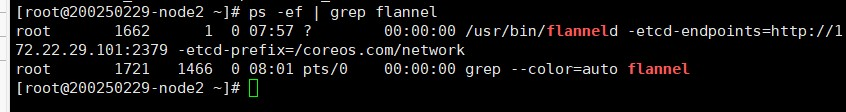 [root@200250229-node2 ~]# ps -ef | grep flannel
root      1662     1  0 07:57 ?        00:00:00 /usr/bin/flanneld -etcd-endpoints=http://1
72.22.29.101:2379 -etcd-prefix=/coreos.com/network
root      1721  1466  0 08:01 pts/0    00:00:00 grep --color=auto flannel
[root@200250229-node2 ~]#